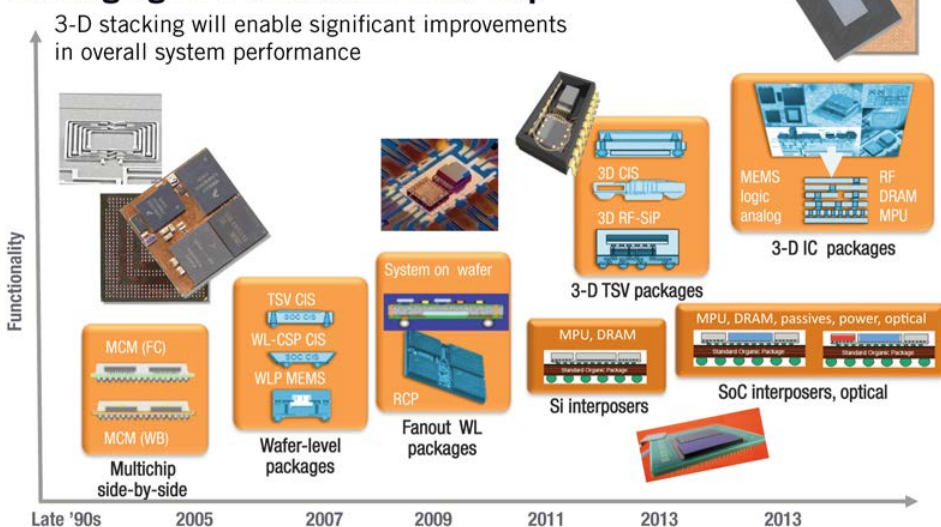 3-D stacking will enable significant improvements
in overall system performance
Functionality
MCM (FC)
MCM (WB)
Multichip
side-by-side
TSV CIS
SOC CIS
WL-CSP CIS
SOC CIS
WLP MEMS
Wafer-level
packages
System on wafer
RCP
Fanout WL
packages
MPU, DRAM
Standard Organic Package
Si interposers
3D CIS
3D RF-SiP
3-D TSV packages
MEMS
logic
analog
RF
DRAM
MPU
3-D IC packages
MPU, DRAM, passives, power, optical
Standard Organic Package
Standard Organic Package
SoC interposers, optical
Late '90s 2005 2007 2009 2011 2013 2013